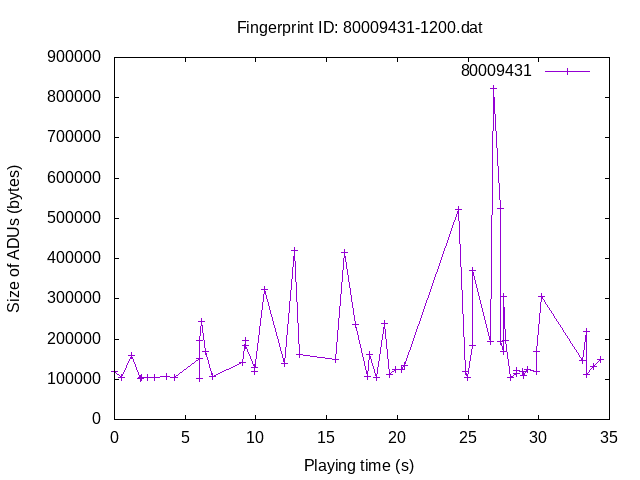 Fingerprint ID: 80009431-1200.dat
900000
800000
700000
600000
500000
400000
300000
200000
100000
0
Size of ADUs (bytes)
80009431
0 5 10 15 20 25 30 35
Playing time (s)